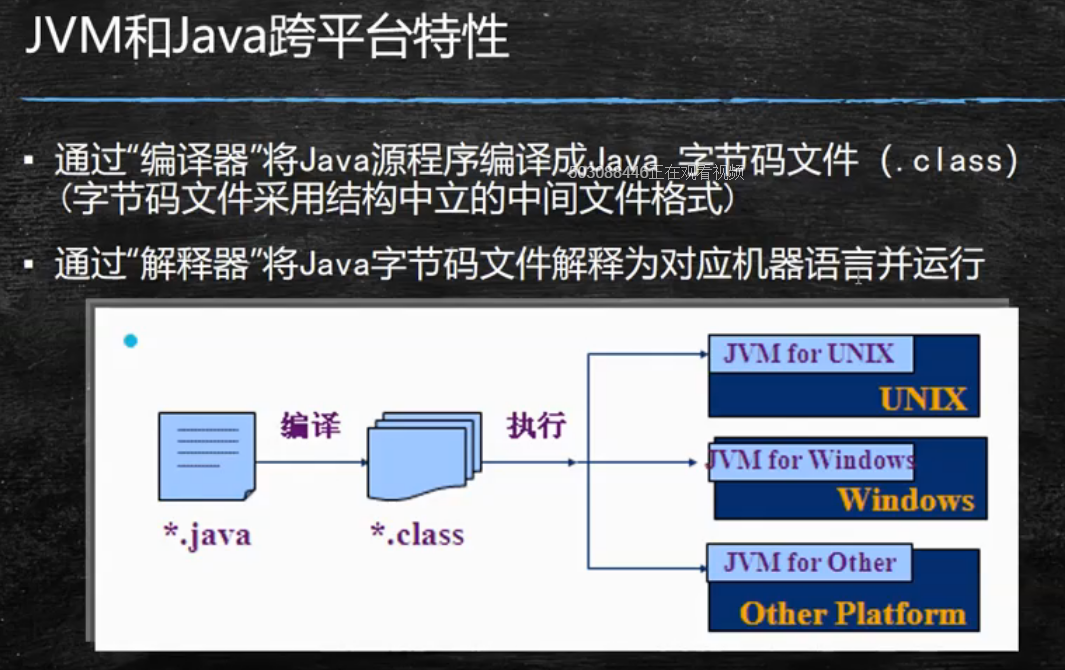 JVM和Java跨平台特性
▪ 通过“编译器”将Java源程序编译成Java 字节码文件 (.class)
803088446正在观看视频
(字节码文件采用结构中立的中间文件格式)
▪ 通过“解释器”将Java字节码文件解释为对应机器语言并运行
JVM for UNIX
UNIX
编译
执行
JVM for Windows
Windows
*.java
*.class
JVM for Other
Other Platform